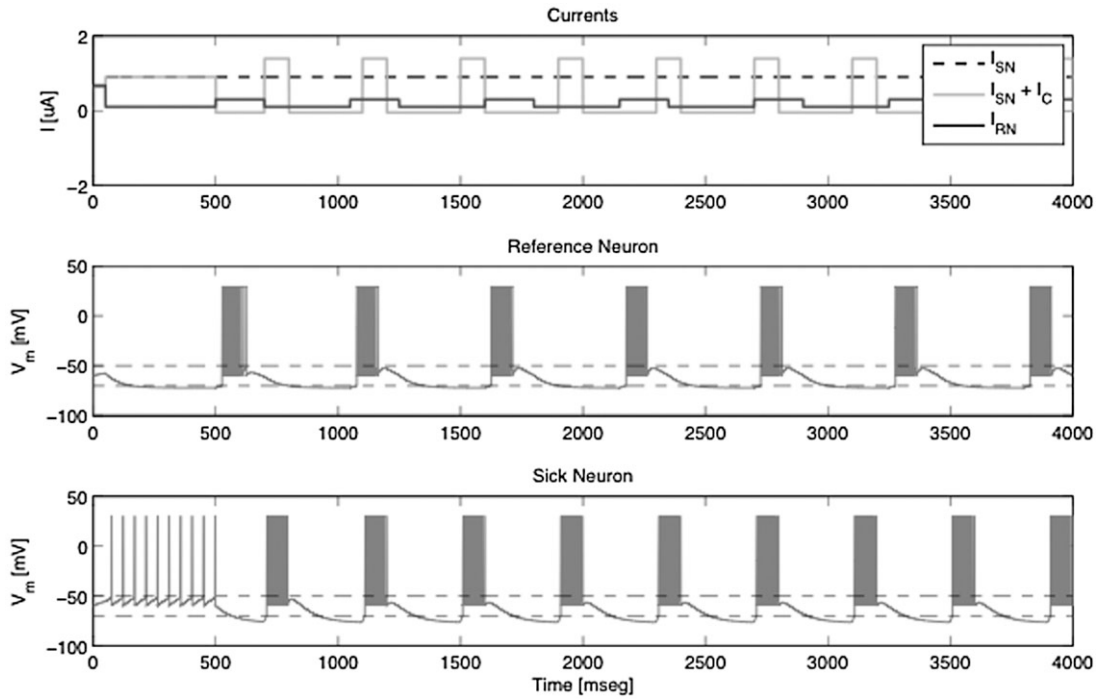 Currents
I [uA]
2
0
−2
I_SN
I_SN + I_C
I_RN
0 500 1000 1500 2000 2500 3000 3500 4000
Reference Neuron
V_m [mV]
50
0
−50
−100
0 500 1000 1500 2000 2500 3000 3500 4000
Sick Neuron
V_m [mV]
50
0
−50
−100
0 500 1000 1500 2000 2500 3000 3500 4000
Time [mseg]